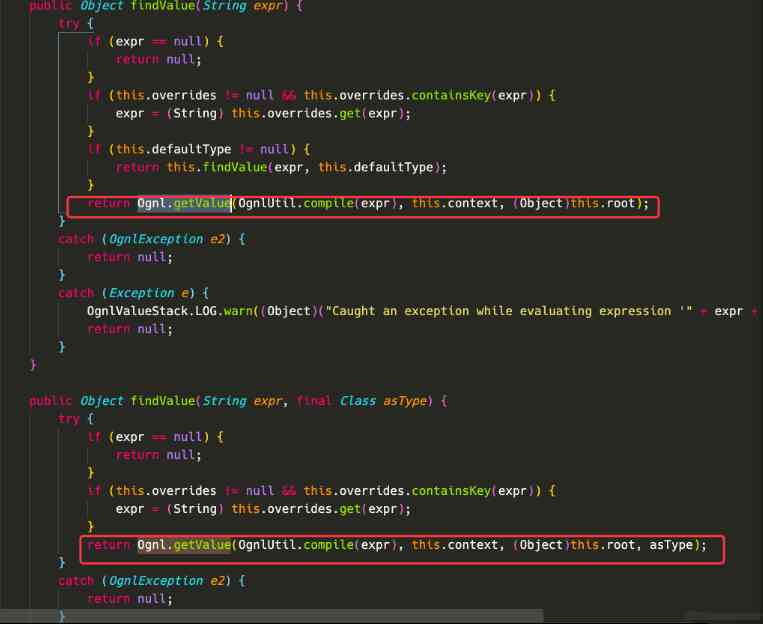 public Object findValue(String expr) {
try {
if (expr == null) {
return null;
}
if (this.overrides != null && this.overrides.containsKey(expr)) {
expr = (String) this.overrides.get(expr);
}
if (this.defaultType != null) {
return this.findValue(expr, this.defaultType);
}
return Ognl.getValue(OgnlUtil.compile(expr), this.context, (Object)this.root);
}
catch (OgnlException e2) {
return null;
}
catch (Exception e) {
OgnlValueStack.LOG.warn((Object)("Caught an exception while evaluating expression '" + expr +
return null;
}
}
public Object findValue(String expr, final Class asType) {
try {
if (expr == null) {
return null;
}
if (this.overrides != null && this.overrides.containsKey(expr)) {
expr = (String) this.overrides.get(expr);
}
return Ognl.getValue(OgnlUtil.compile(expr), this.context, (Object)this.root, asType);
}
catch (OgnlException e2) {
return null;
}